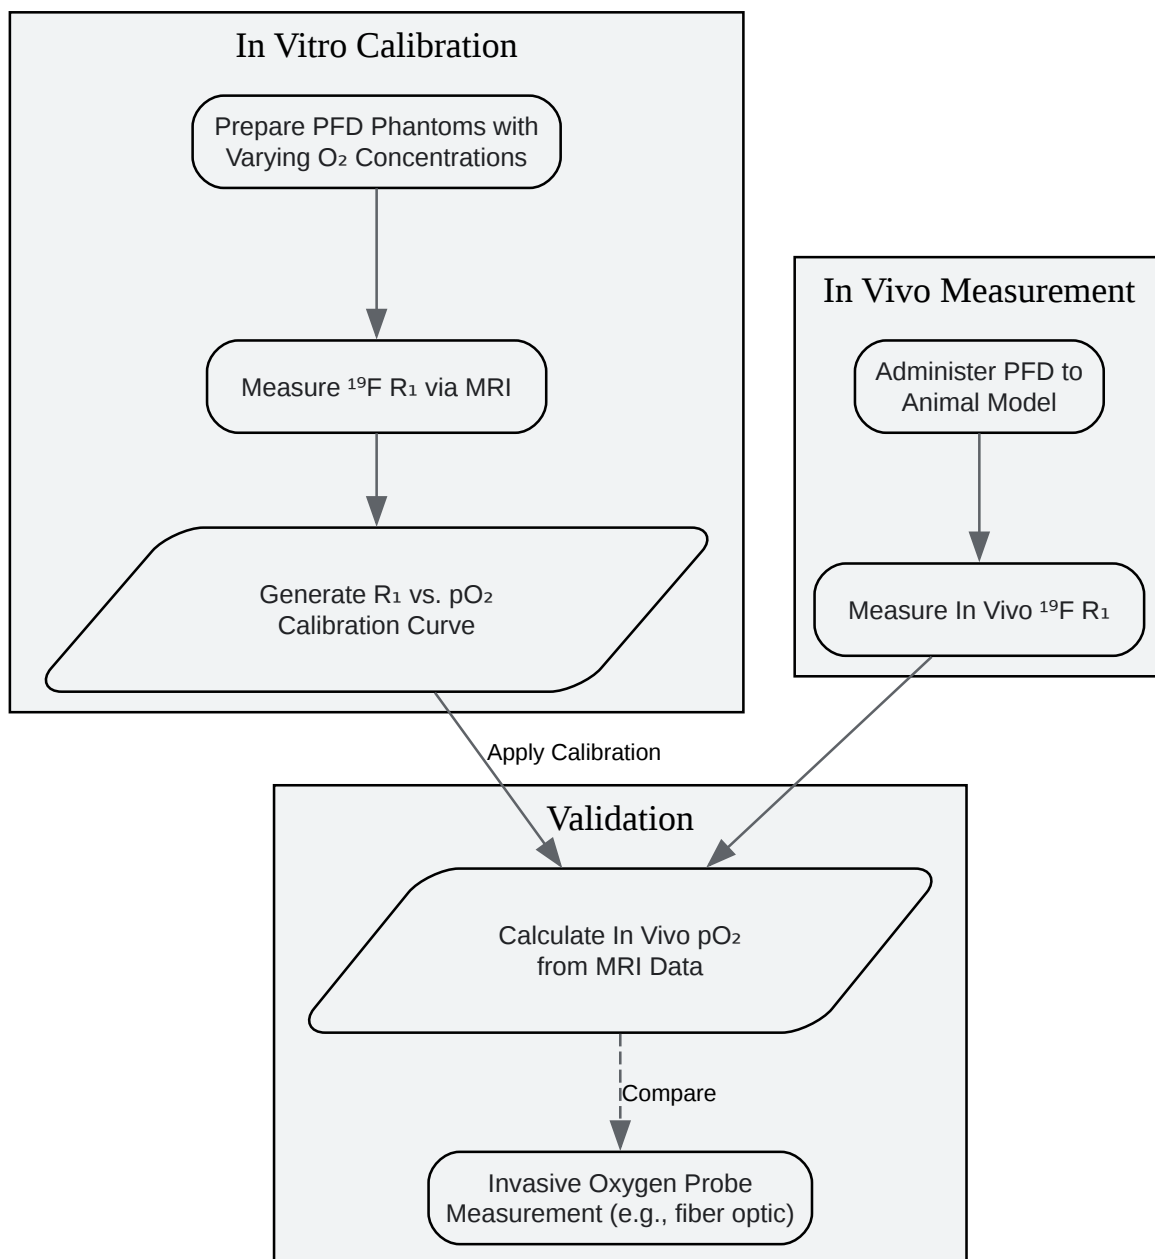 In Vitro Calibration
Prepare PFD Phantoms with
Varying O₂ Concentrations
Measure ¹⁹F R₁ via MRI
Generate R₁ vs. pO₂
Calibration Curve
In Vivo Measurement
Administer PFD to
Animal Model
Measure In Vivo ¹⁹F R₁
Apply Calibration
Validation
Calculate In Vivo pO₂
from MRI Data
Compare
Invasive Oxygen Probe
Measurement (e.g., fiber optic)